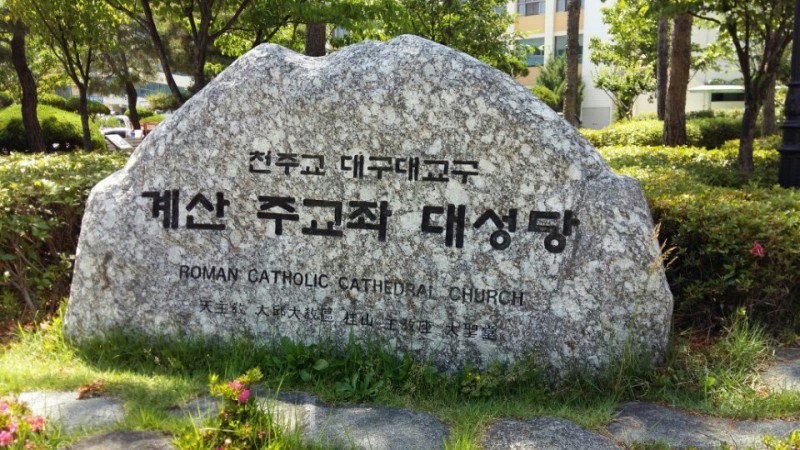 천주교 대구대교구
계산 주교좌 대성당
ROMAN CATHOLIC CATHEDRAL CHURCH
天主敎 大邱大敎區 桂山 主敎座 大聖堂